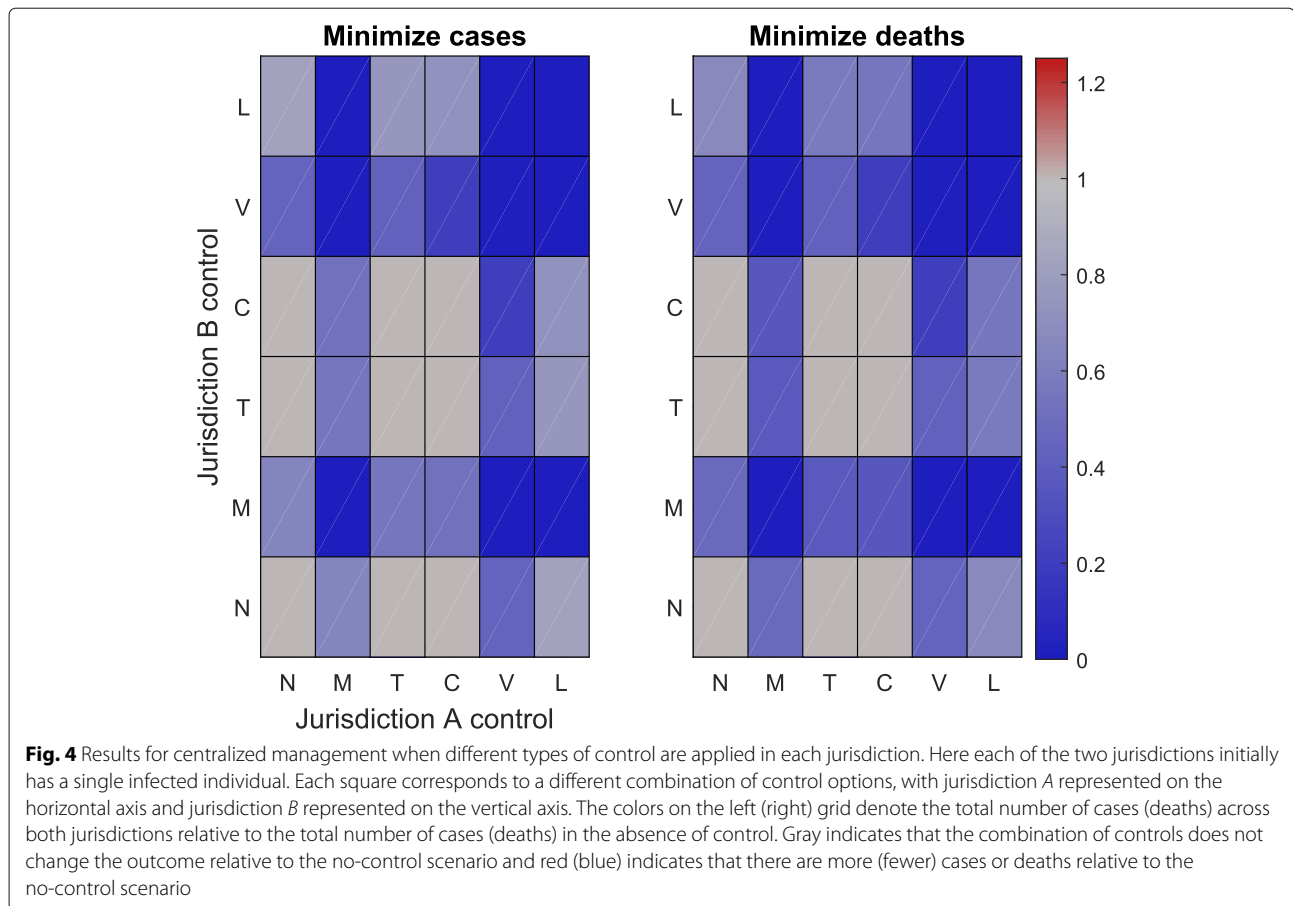 Minimize cases
Minimize deaths
L
V
C
T
M
N
Jurisdiction B control
N M T C V L
Jurisdiction A control
L
V
C
T
M
N
N M T C V L
1.2
1
0.8
0.6
0.4
0.2
0
Fig. 4 Results for centralized management when different types of control are applied in each jurisdiction. Here each of the two jurisdictions initially
has a single infected individual. Each square corresponds to a different combination of control options, with jurisdiction A represented on the
horizontal axis and jurisdiction B represented on the vertical axis. The colors on the left (right) grid denote the total number of cases (deaths) across
both jurisdictions relative to the total number of cases (deaths) in the absence of control. Gray indicates that the combination of controls does not
change the outcome relative to the no-control scenario and red (blue) indicates that there are more (fewer) cases or deaths relative to the
no-control scenario